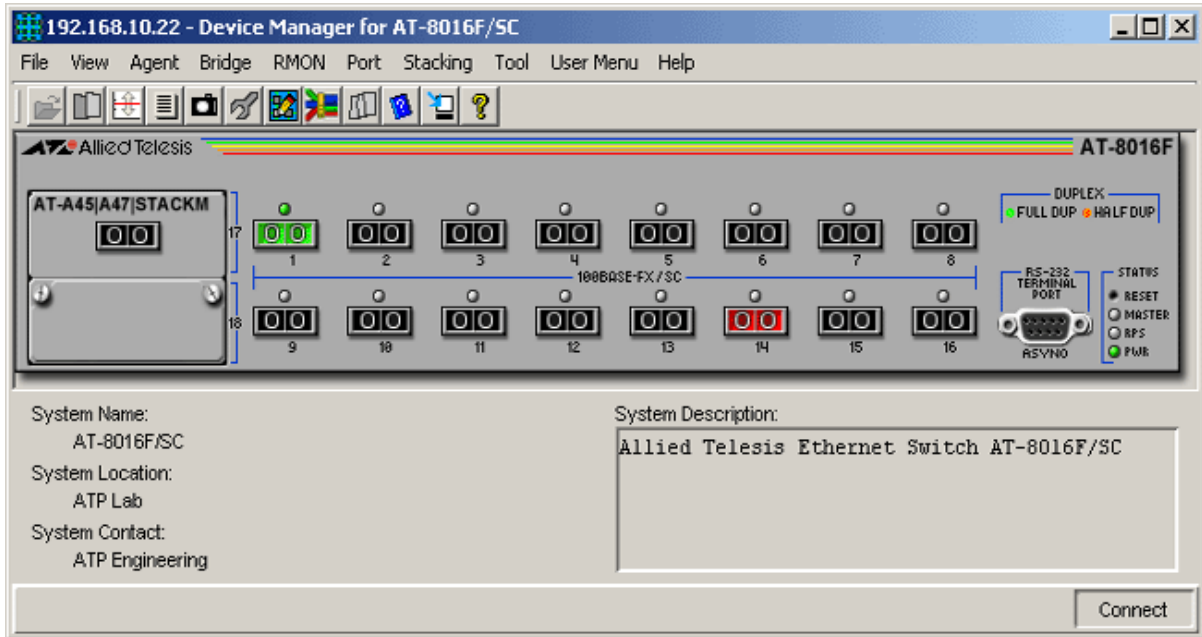 192.168.10.22 - Device Manager for AT-8016F/SC
File View Agent Bridge RMON Port Stacking Tool User Menu Help
Allied Telesis AT-8016F
AT-A45|A47|STACKM
DUPLEX
FULL DUP HALF DUP
17
1 2 3 4 5 6 7 8
100BASE-FX/SC
RS-232
TERMINAL
PORT
STATUS
RESET
MASTER
RPS
PWR
18
9 10 11 12 13 14 15 16
ASYNO
System Name:
AT-8016F/SC
System Location:
ATP Lab
System Contact:
ATP Engineering
System Description:
Allied Telesis Ethernet Switch AT-8016F/SC
Connect